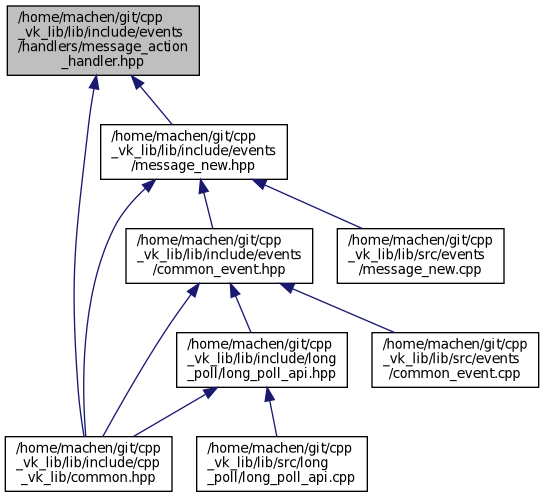 /home/machen/git/cpp
_vk_lib/lib/include/events
/handlers/message_action
_handler.hpp
/home/machen/git/cpp
_vk_lib/lib/include/events
/message_new.hpp
/home/machen/git/cpp
_vk_lib/lib/include/events
/common_event.hpp
/home/machen/git/cpp
_vk_lib/lib/src/events
/message_new.cpp
/home/machen/git/cpp
_vk_lib/lib/include/long
_poll/long_poll_api.hpp
/home/machen/git/cpp
_vk_lib/lib/src/events
/common_event.cpp
/home/machen/git/cpp
_vk_lib/lib/include/cpp
_vk_lib/common.hpp
/home/machen/git/cpp
_vk_lib/lib/src/long
_poll/long_poll_api.cpp